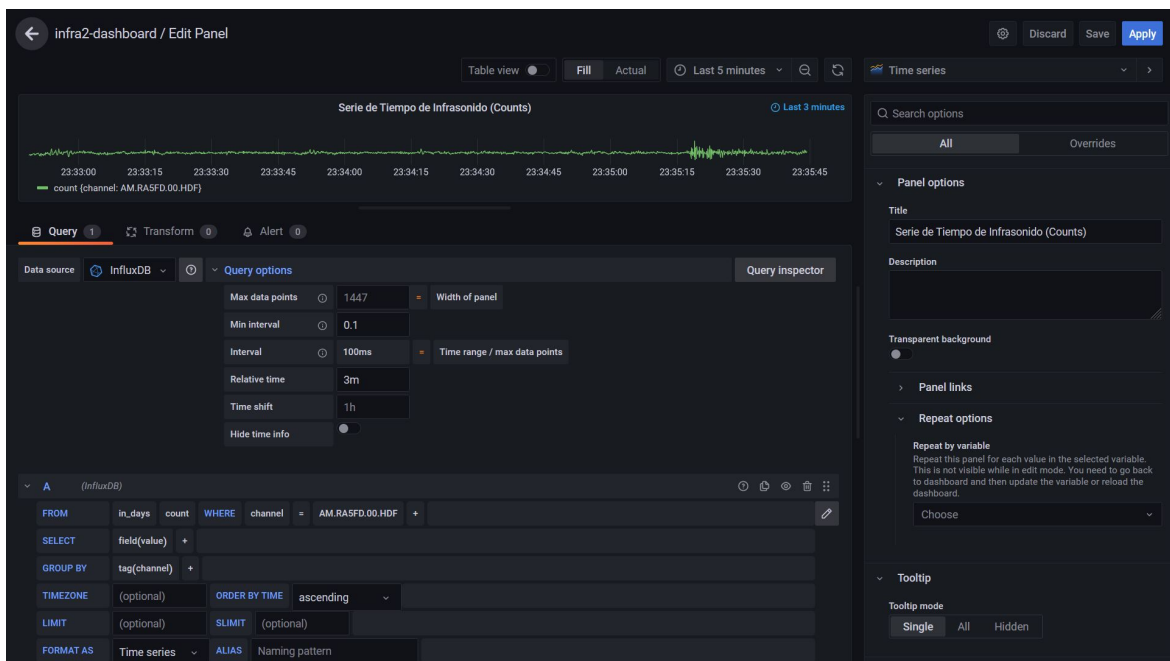 infra2-dashboard / Edit Panel
Discard Save Apply
Table view Fill Actual Last 5 minutes
Time series
Serie de Tiempo de Infrasonido (Counts)
Last 3 minutes
23:33:00 23:33:15 23:33:30 23:33:45 23:34:00 23:34:15 23:34:30 23:34:45 23:35:00 23:35:15 23:35:30 23:35:45
count {channel: AM.RA5FD.00.HDF}
Query 1 Transform 0 Alert 0
Data source InfluxDB Query options Query inspector
Max data points 1447 = Width of panel
Min interval 0.1
Interval 100ms = Time range / max data points
Relative time 3m
Time shift 1h
Hide time info
A (InfluxDB)
FROM in_days count WHERE channel = AM.RA5FD.00.HDF +
SELECT field(value) +
GROUP BY tag(channel) +
TIMEZONE (optional) ORDER BY TIME ascending
LIMIT (optional) SLIMIT (optional)
FORMAT AS Time series ALIAS Naming pattern
Search options
All Overrides
Panel options
Title
Serie de Tiempo de Infrasonido (Counts)
Description
Transparent background
Panel links
Repeat options
Repeat by variable
Repeat this panel for each value in the selected variable.
This is not visible while in edit mode. You need to go back
to dashboard and then update the variable or reload the
dashboard.
Choose
Tooltip
Tooltip mode
Single All Hidden